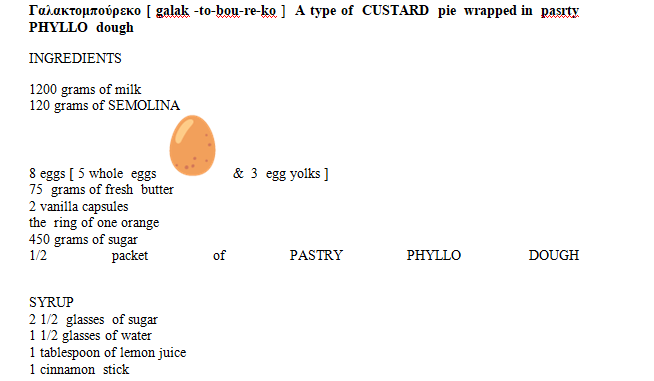 Γαλακτομπούρεκο [ galak -to-bou-re-ko ] A type of CUSTARD pie wrapped in pasrty
PHYLLO dough
INGREDIENTS
1200 grams of milk
120 grams of SEMOLINA
8 eggs [ 5 whole eggs & 3 egg yolks ]
75 grams of fresh butter
2 vanilla capsules
the ring of one orange
450 grams of sugar
1/2 packet of PASTRY PHYLLO DOUGH
SYRUP
2 1/2 glasses of sugar
1 1/2 glasses of water
1 tablespoon of lemon juice
1 cinnamon stick